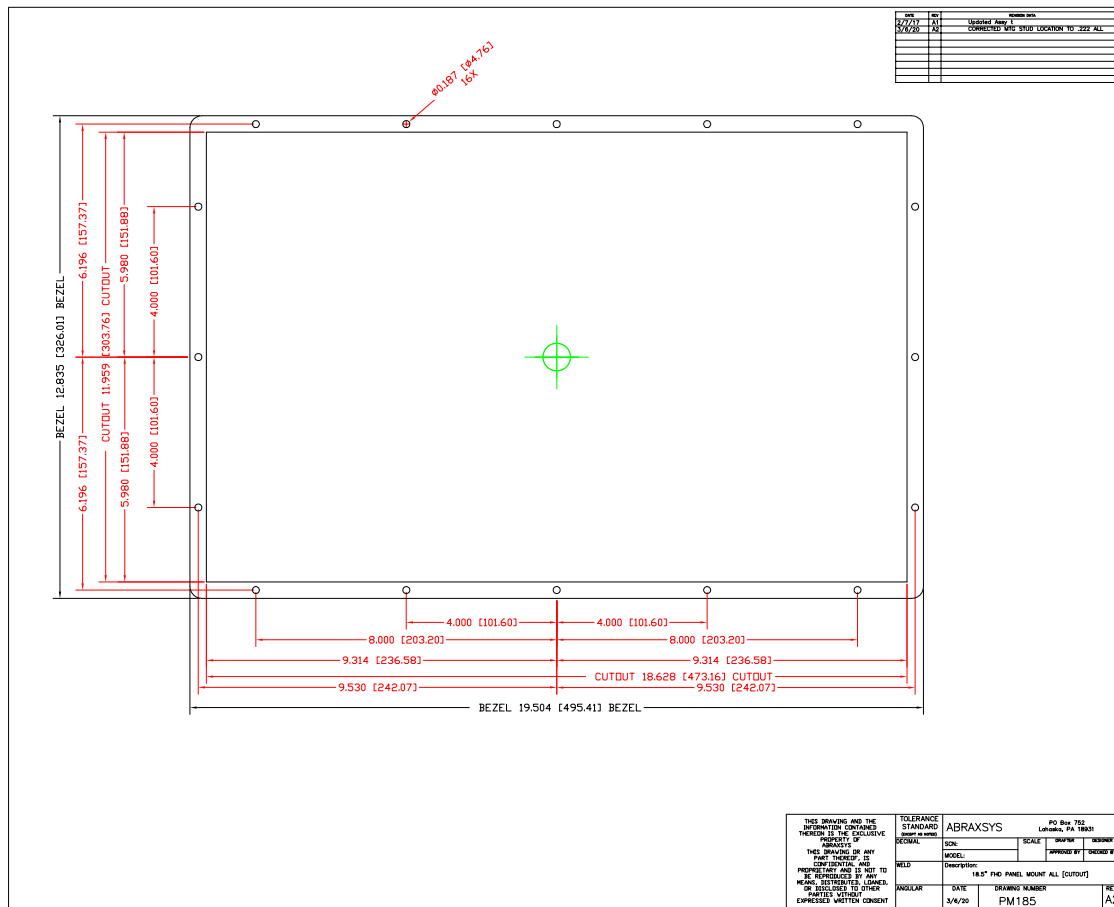 DATE REV REVISION DATA
2/7/17 A1 Updated Assy t
3/6/20 A2 CORRECTED MTG STUD LOCATION TO .222 ALL
Ø0.187 [Ø4.76]
16X
BEZEL 12.835 [326.01] BEZEL
6.196 [157.37]
6.196 [157.37]
CUTOUT 11.959 [303.76] CUTOUT
5.980 [151.88]
5.980 [151.88]
4.000 [101.60]
4.000 [101.60]
4.000 [101.60] 4.000 [101.60]
8.000 [203.20] 8.000 [203.20]
9.314 [236.58] 9.314 [236.58]
CUTOUT 18.628 [473.16] CUTOUT
9.530 [242.07] 9.530 [242.07]
BEZEL 19.504 [495.41] BEZEL
THIS DRAWING AND THE
INFORMATION CONTAINED
THEREON IS THE EXCLUSIVE
PROPERTY OF
ABRAXSYS
THIS DRAWING OR ANY
PART THEREOF, IS
CONFIDENTIAL AND
PROPRIETARY AND IS NOT TO
BE REPRODUCED BY ANY
MEANS, DISTRIBUTED, LOANED,
OR DISCLOSED TO OTHER
PARTIES WITHOUT
EXPRESSED WRITTEN CONSENT
TOLERANCE
STANDARD
(EXCEPT AS NOTED)
DECIMAL
WELD
ANGULAR
ABRAXSYS
PO Box 752
Lahaska, PA 18931
SCN: SCALE DRAFTER DESIGNER
MODEL: APPROVED BY CHECKED B
Description:
18.5" FHD PANEL MOUNT ALL [CUTOUT]
DATE DRAWING NUMBER RE
3/6/20 PM185